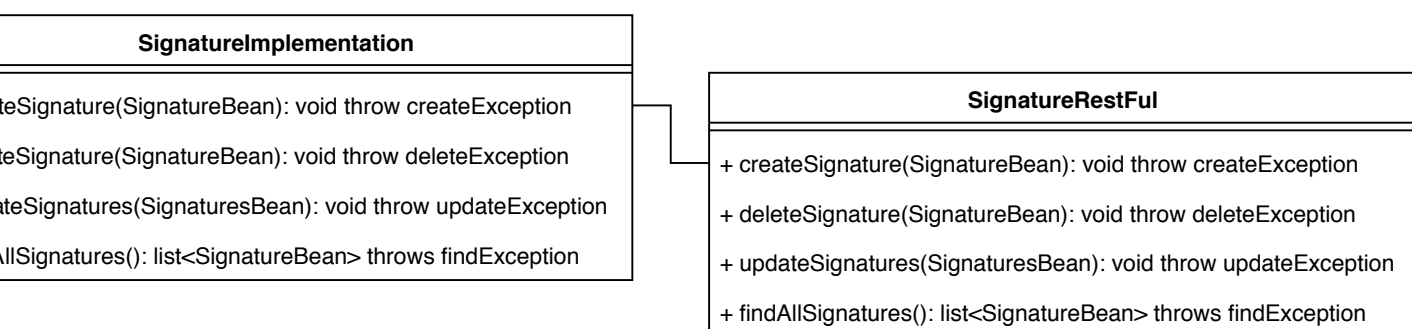 SignatureImplementation
teSignature(SignatureBean): void throw createException
teSignature(SignatureBean): void throw deleteException
ateSignatures(SignaturesBean): void throw updateException
AllSignatures(): list<SignatureBean> throws findException
SignatureRestFul
+ createSignature(SignatureBean): void throw createException
+ deleteSignature(SignatureBean): void throw deleteException
+ updateSignatures(SignaturesBean): void throw updateException
+ findAllSignatures(): list<SignatureBean> throws findException